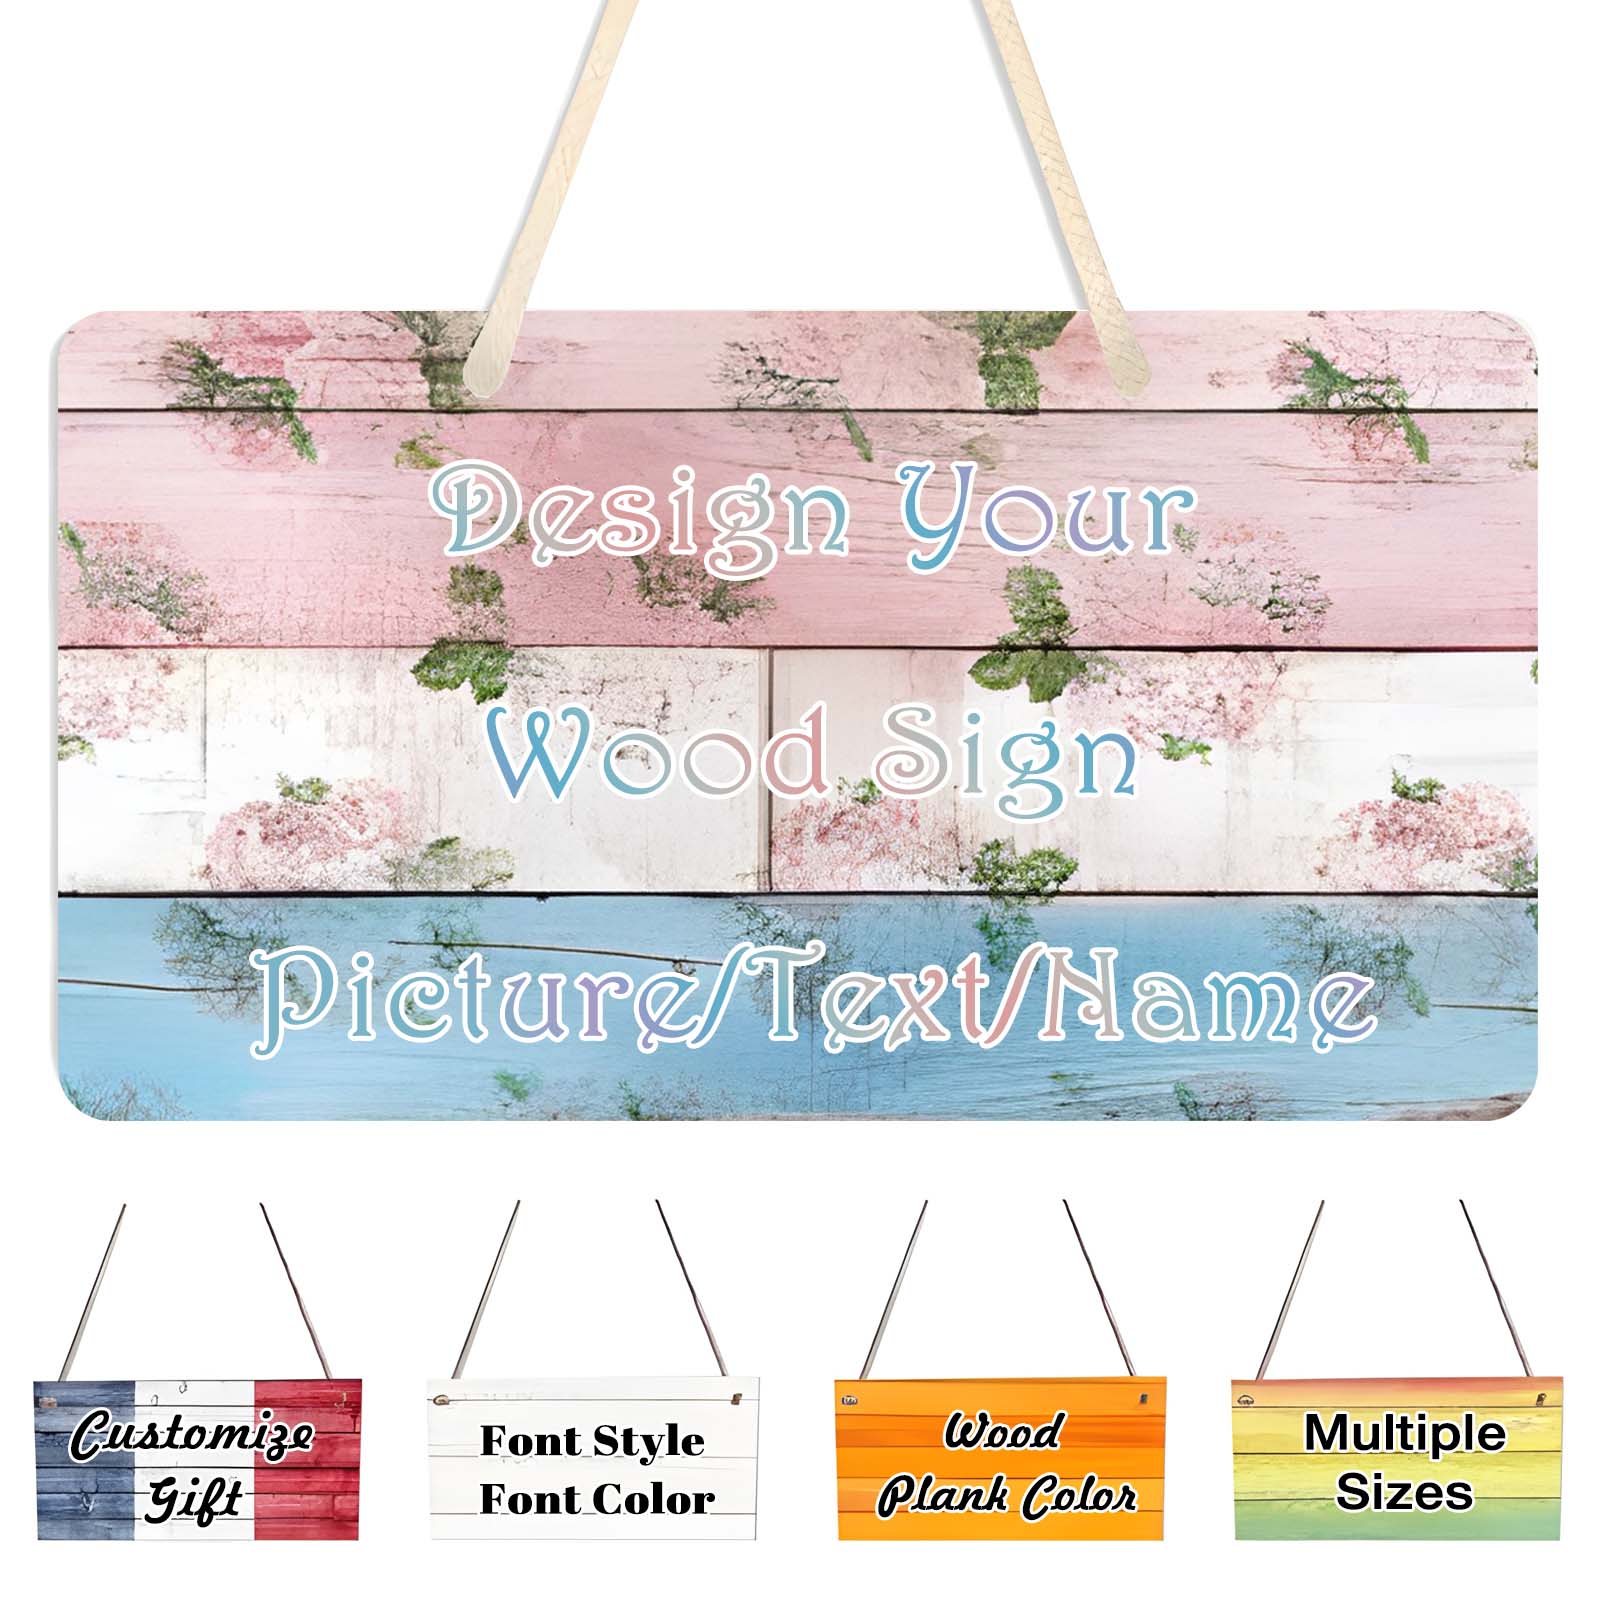 Design Your
Wood Sign
Picture/Text/Name
Customize
Gift
Font Style
Font Color
Wood
Plank Color
Multiple
Sizes